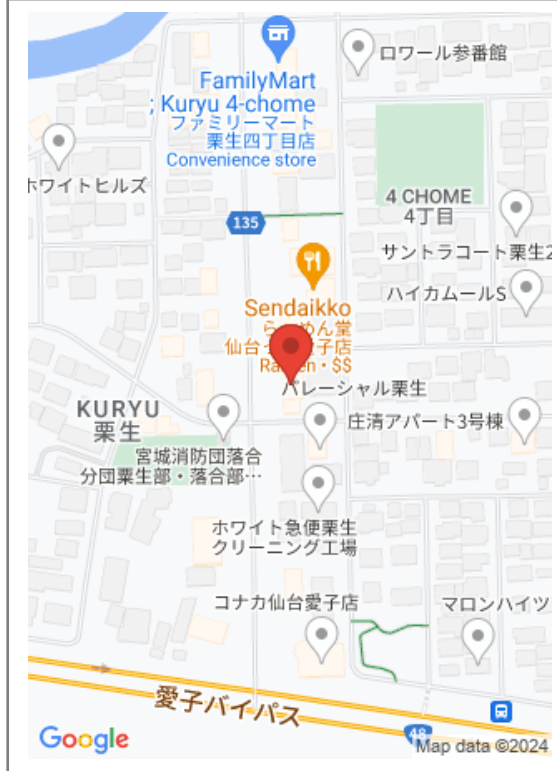 ロワール参番館
FamilyMart
; Kuryu 4-chome
ファミリーマート
栗生四丁目店
Convenience store
ホワイトヒルズ
4 CHOME
4丁目
135
サントラコート栗生2
Sendaikko
ハイカムールS
仙台
愛子店
Ramen・$$
パレーシャル栗生
KURYU
栗生
庄清アパート3号棟
宮城消防団落合
分団栗生部・落合部…
ホワイト急便栗生
クリーニング工場
コナカ仙台愛子店
マロンハイツ
愛子バイパス
48
Google
Map data ©2024